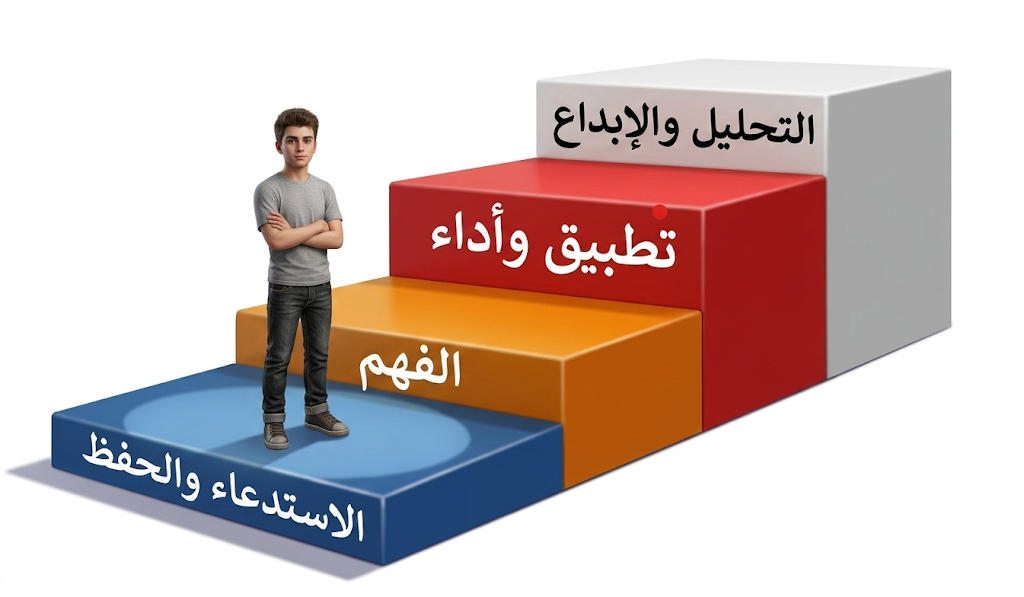 التحليل والإبداع
تطبيق وأداء
الفهم
الاستدعاء والحفظ